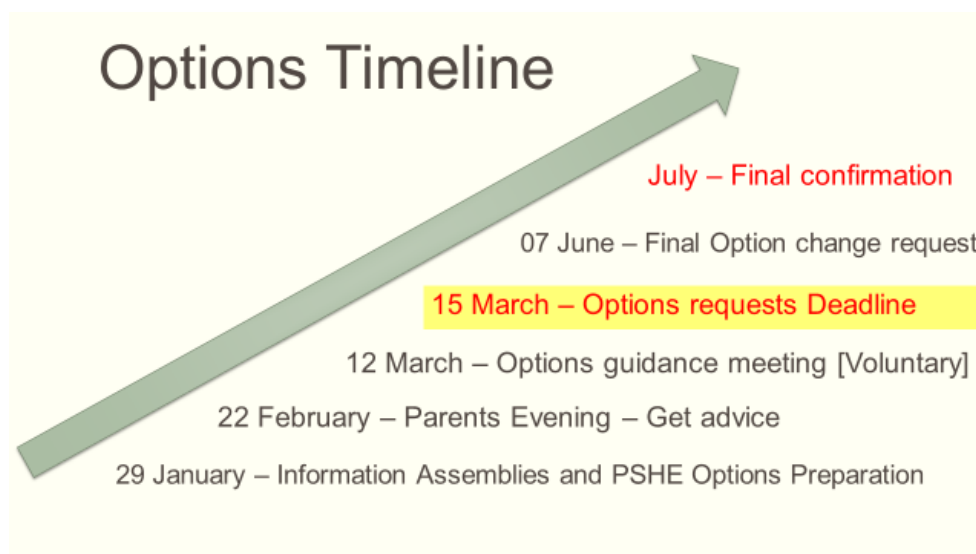 Options Timeline
July – Final confirmation
07 June – Final Option change request
15 March – Options requests Deadline
12 March – Options guidance meeting [Voluntary]
22 February – Parents Evening – Get advice
29 January – Information Assemblies and PSHE Options Preparation